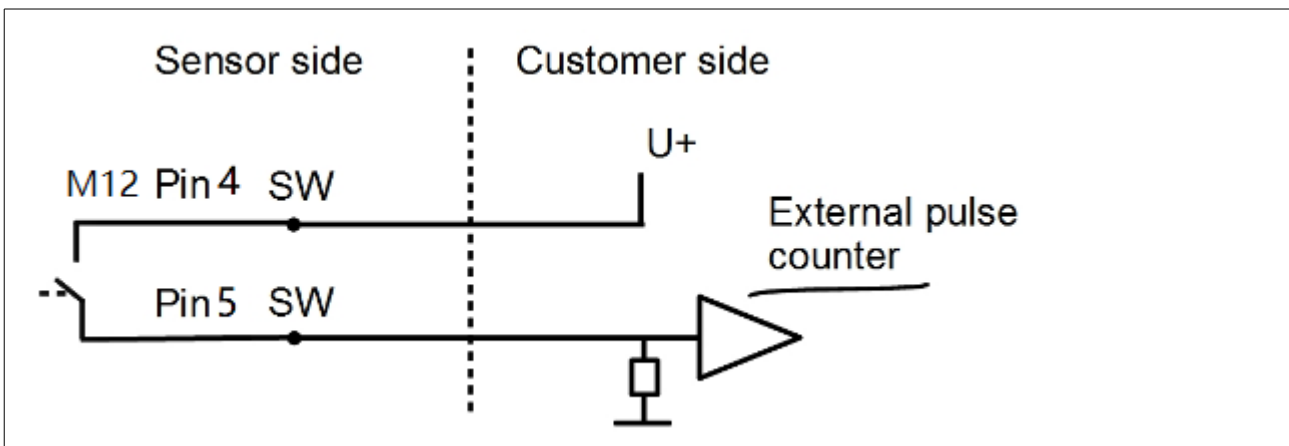 Sensor side
Customer side
U+
M12 Pin 4 SW
External pulse
counter
Pin 5 SW